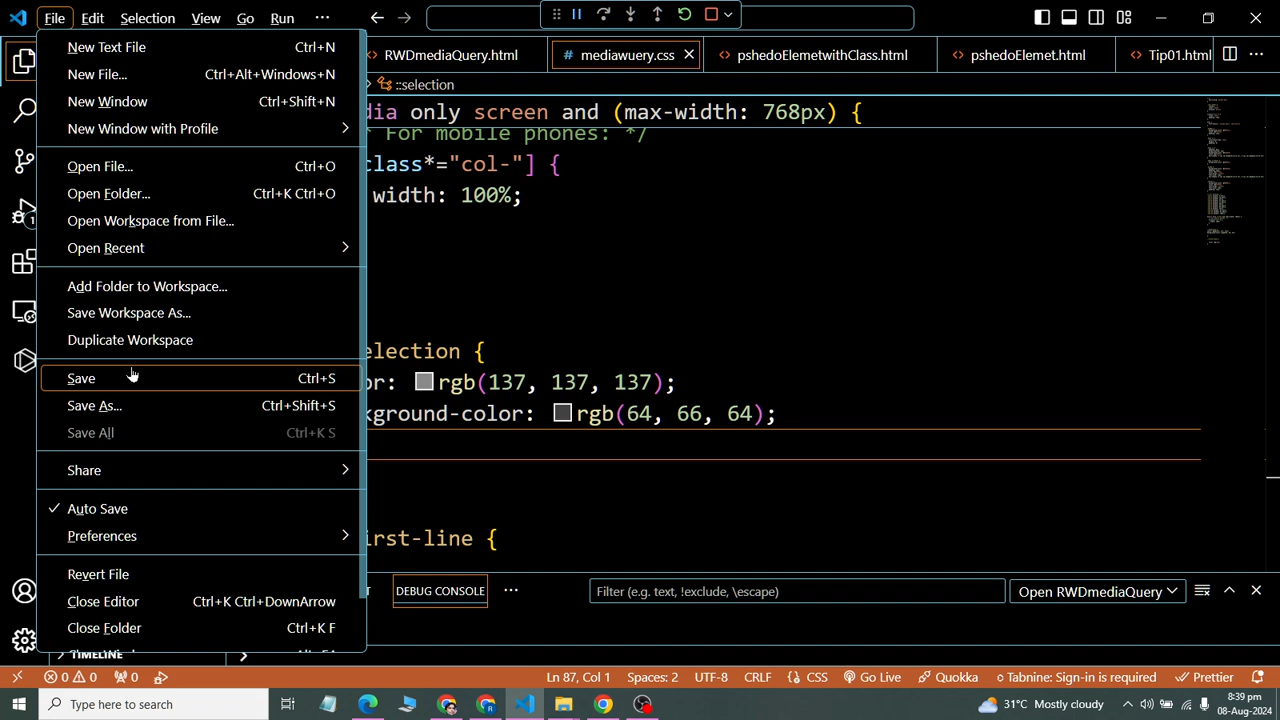 File Edit Selection View Go Run ···
RWDmediaQuery.html # mediawuery.css pshedoElemetwithClass.html pshedoElemet.html Tip01.html ···
::selection
New Text File Ctrl+N
New File... Ctrl+Alt+Windows+N
New Window Ctrl+Shift+N
New Window with Profile
Open File... Ctrl+O
Open Folder... Ctrl+K Ctrl+O
Open Workspace from File...
Open Recent
Add Folder to Workspace...
Save Workspace As...
Duplicate Workspace
Save Ctrl+S
Save As... Ctrl+Shift+S
Save All Ctrl+K S
Share
Auto Save
Preferences
Revert File
Close Editor Ctrl+K Ctrl+DownArrow
Close Folder Ctrl+K F
dia only screen and (max-width: 768px) {
* For mobile phones: */
class*="col-"] {
width: 100%;
election {
or: rgb(137, 137, 137);
kground-color: rgb(64, 66, 64);
irst-line {
T DEBUG CONSOLE ··· Filter (e.g. text, !exclude, \escape) Open RWDmediaQuery
1
TIMELINE
0 0 0 Ln 87, Col 1 Spaces: 2 UTF-8 CRLF {} CSS Go Live Quokka Tabnine: Sign-in is required Prettier
Type here to search 31°C Mostly cloudy 8:39 pm
08-Aug-2024